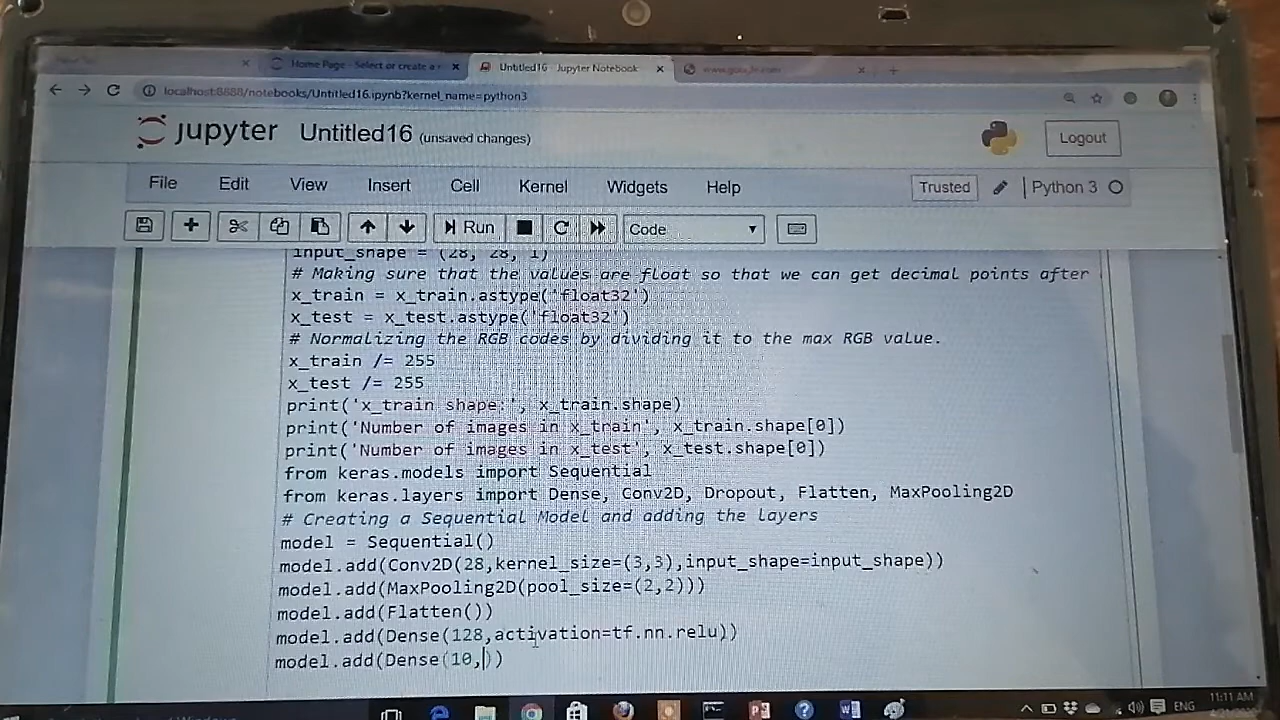 Home Page - Select or create a
Untitled16 - Jupyter Notebook
localhost:8888/notebooks/Untitled16.ipynb?kernel_name=python3
jupyter Untitled16 (unsaved changes)
Logout
File Edit View Insert Cell Kernel Widgets Help
Trusted Python 3
Run Code
input_shape = (28, 28, 1)
# Making sure that the values are float so that we can get decimal points after
x_train = x_train.astype('float32')
x_test = x_test.astype('float32')
# Normalizing the RGB codes by dividing it to the max RGB value.
x_train /= 255
x_test /= 255
print('x_train shape:', x_train.shape)
print('Number of images in x_train', x_train.shape[0])
print('Number of images in x_test', x_test.shape[0])
from keras.models import Sequential
from keras.layers import Dense, Conv2D, Dropout, Flatten, MaxPooling2D
# Creating a Sequential Model and adding the layers
model = Sequential()
model.add(Conv2D(28,kernel_size=(3,3),input_shape=input_shape))
model.add(MaxPooling2D(pool_size=(2,2)))
model.add(Flatten())
model.add(Dense(128,activation=tf.nn.relu))
model.add(Dense(10,))
11:11 AM
ENG